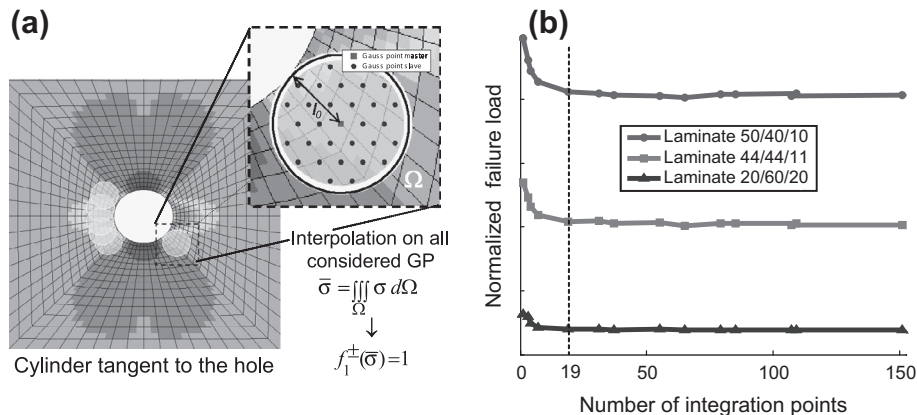 (a)
Gauss point master
Gauss point slave
l0
Ω
Interpolation on all
considered GP
σ̅ = ∭Ω σ dΩ
↓
f1±(σ̅)=1
Cylinder tangent to the hole
(b)
Normalized failure load
Laminate 50/40/10
Laminate 44/44/11
Laminate 20/60/20
0 19 50 100 150
Number of integration points